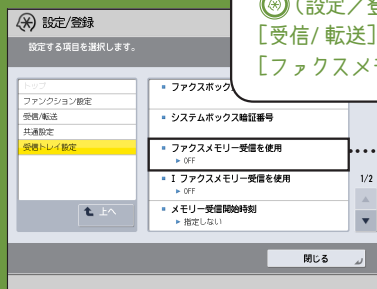 設定/登録
設定する項目を選択します。
(設定/登
[受信/転送]
[ファクスメモ
トップ
ファンクション設定
受信/転送
共通設定
受信トレイ設定
上へ
ファクスボック
システムボックス暗証番号
ファクスメモリー受信を使用
OFF
I ファクスメモリー受信を使用
OFF
メモリー受信開始時刻
指定しない
1/2
閉じる